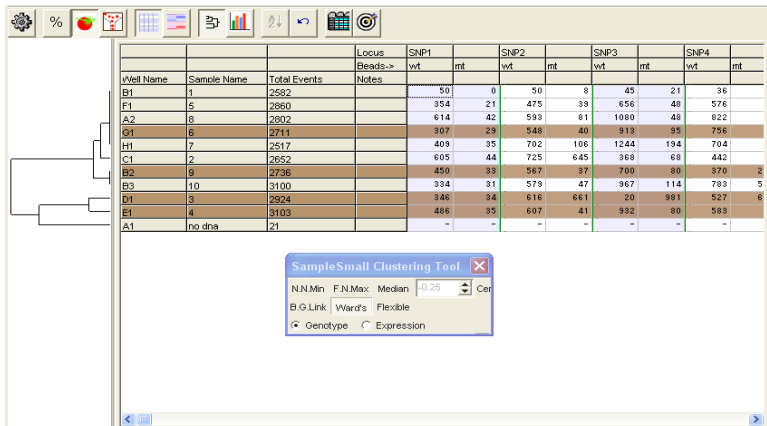 %
A Z
Locus SNP1 SNP2 SNP3 SNP4
Beads-> wt mt wt mt wt mt wt
Well Name Sample Name Total Events Notes
B1 1 2582 50 0 50 8 45 21 36
F1 5 2860 354 21 475 39 656 48 576
A2 8 2802 614 42 593 81 1080 48 822
G1 6 2711 307 29 548 40 913 95 756
H1 7 2517 409 35 702 106 1244 194 704
C1 2 2652 605 44 725 645 368 68 442
B2 9 2736 450 33 567 37 700 80 370 2
B3 10 3100 334 31 579 47 967 114 783 5
D1 3 2924 346 34 616 661 20 981 527 6
E1 4 3103 486 35 607 41 932 80 583
A1 no dna 21 - - - - - - -
SampleSmall Clustering Tool
N.N.Min F.N.Max Median -0.25 Cer
B.G.Link Ward's Flexible
Genotype Expression